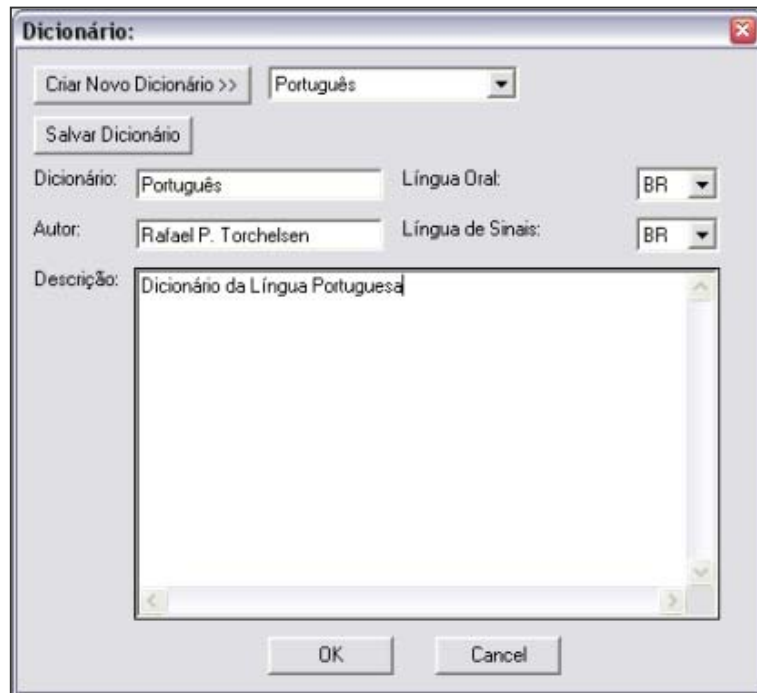 Dicionário:
Criar Novo Dicionário >> Português
Salvar Dicionário
Dicionário: Português Língua Oral: BR
Autor: Rafael P. Torchelsen Língua de Sinais: BR
Descrição: Dicionário da Língua Portuguesa
OK Cancel